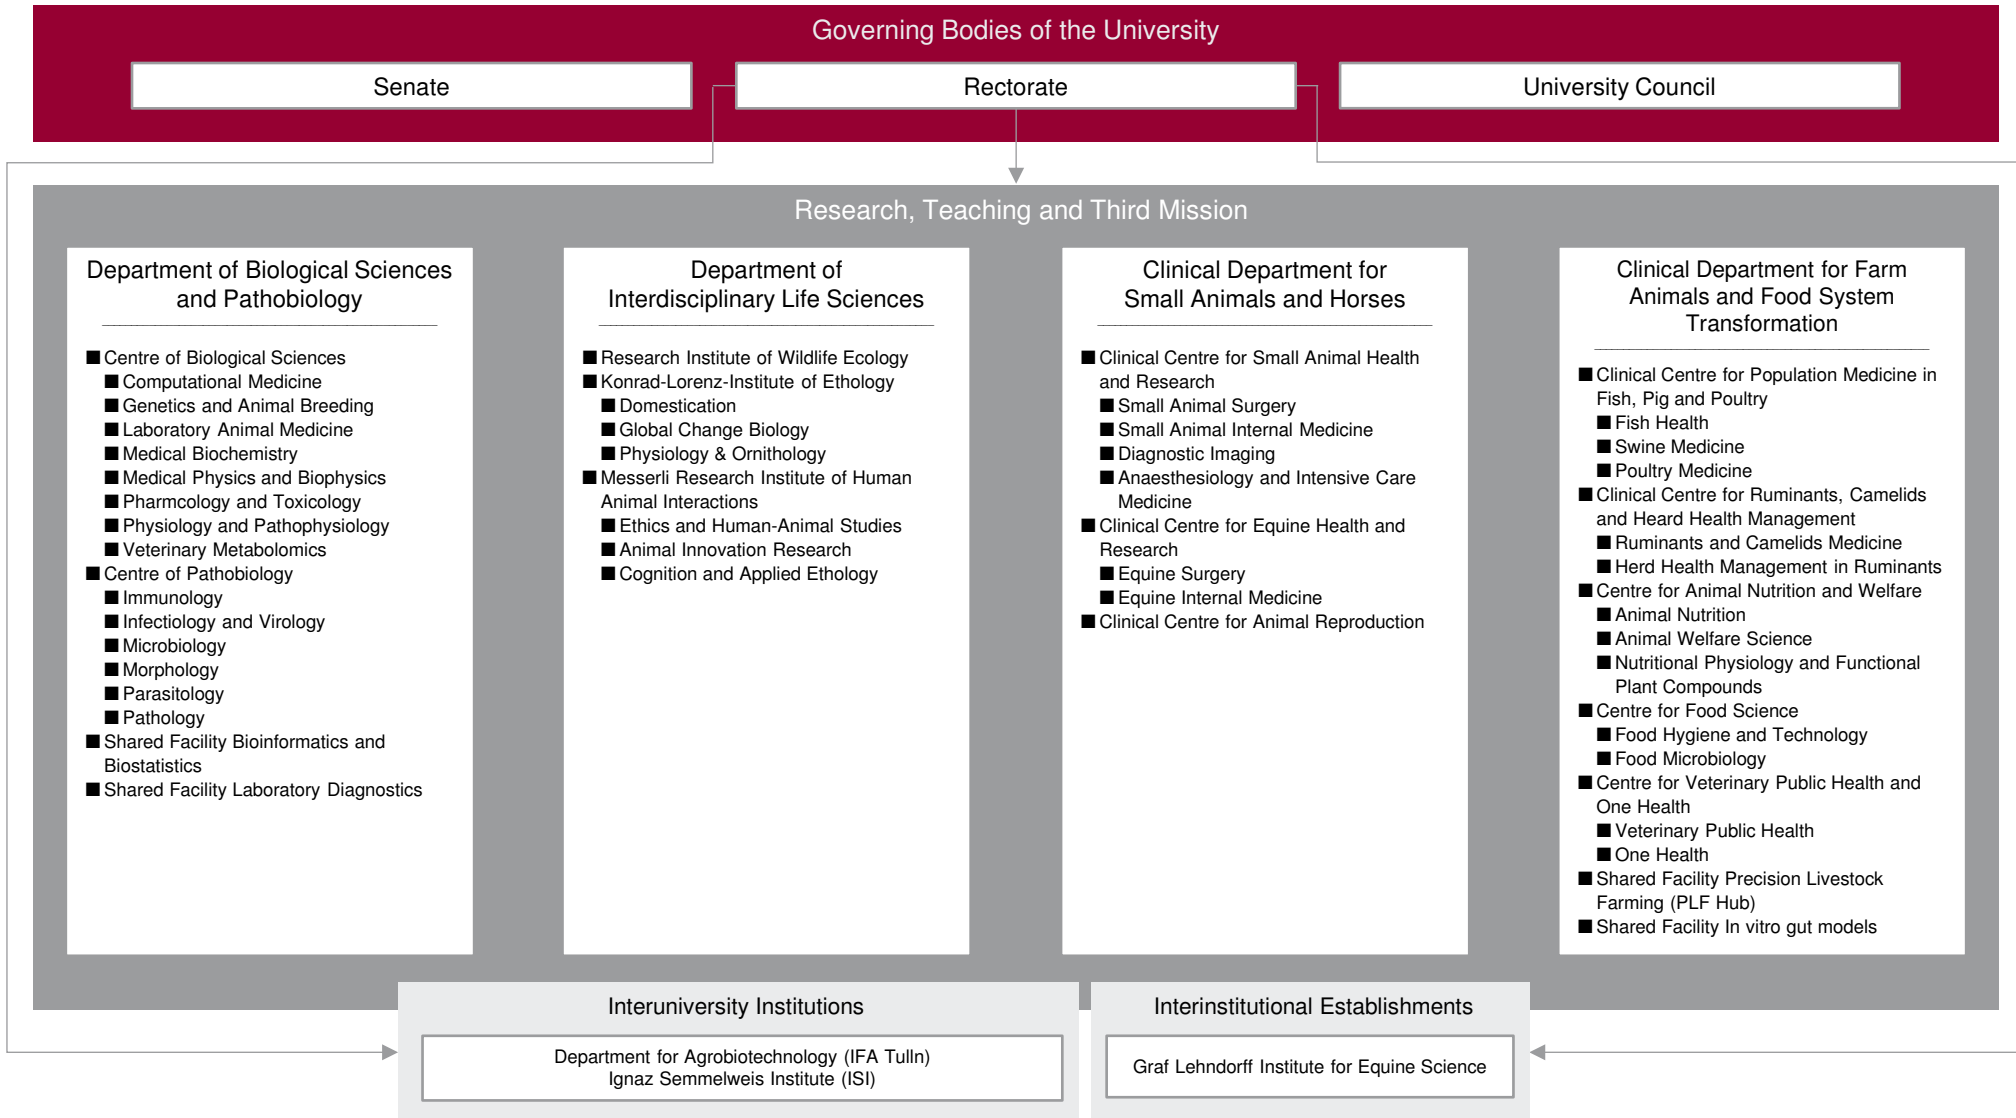 Governing Bodies of the University
Senate
Rectorate
University Council
Research, Teaching and Third Mission
Department of Biological Sciences
and Pathobiology
■ Centre of Biological Sciences
■ Computational Medicine
■ Genetics and Animal Breeding
■ Laboratory Animal Medicine
■ Medical Biochemistry
■ Medical Physics and Biophysics
■ Pharmcology and Toxicology
■ Physiology and Pathophysiology
■ Veterinary Metabolomics
■ Centre of Pathobiology
■ Immunology
■ Infectiology and Virology
■ Microbiology
■ Morphology
■ Parasitology
■ Pathology
■ Shared Facility Bioinformatics and
Biostatistics
■ Shared Facility Laboratory Diagnostics
Department of
Interdisciplinary Life Sciences
■ Research Institute of Wildlife Ecology
■ Konrad-Lorenz-Institute of Ethology
■ Domestication
■ Global Change Biology
■ Physiology & Ornithology
■ Messerli Research Institute of Human
Animal Interactions
■ Ethics and Human-Animal Studies
■ Animal Innovation Research
■ Cognition and Applied Ethology
Clinical Department for
Small Animals and Horses
■ Clinical Centre for Small Animal Health
and Research
■ Small Animal Surgery
■ Small Animal Internal Medicine
■ Diagnostic Imaging
■ Anaesthesiology and Intensive Care
Medicine
■ Clinical Centre for Equine Health and
Research
■ Equine Surgery
■ Equine Internal Medicine
■ Clinical Centre for Animal Reproduction
Clinical Department for Farm
Animals and Food System
Transformation
■ Clinical Centre for Population Medicine in
Fish, Pig and Poultry
■ Fish Health
■ Swine Medicine
■ Poultry Medicine
■ Clinical Centre for Ruminants, Camelids
and Heard Health Management
■ Ruminants and Camelids Medicine
■ Herd Health Management in Ruminants
■ Centre for Animal Nutrition and Welfare
■ Animal Nutrition
■ Animal Welfare Science
■ Nutritional Physiology and Functional
Plant Compounds
■ Centre for Food Science
■ Food Hygiene and Technology
■ Food Microbiology
■ Centre for Veterinary Public Health and
One Health
■ Veterinary Public Health
■ One Health
■ Shared Facility Precision Livestock
Farming (PLF Hub)
■ Shared Facility In vitro gut models
Interuniversity Institutions
Department for Agrobiotechnology (IFA Tulln)
Ignaz Semmelweis Institute (ISI)
Interinstitutional Establishments
Graf Lehndorff Institute for Equine Science